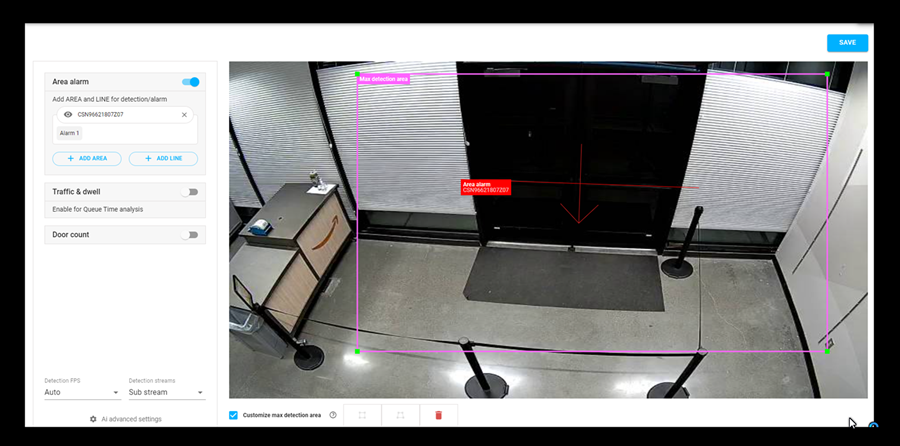 SAVE
Area alarm
Add AREA and LINE for detection/alarm
CSN96621807Z07
Alarm 1
ADD AREA
ADD LINE
Traffic & dwell
Enable for Queue Time analysis
Door count
Detection FPS
Detection streams
Auto
Sub stream
Ai advanced settings
Max detection area
Area alarm
CSN96621807Z07
Customize max detection area